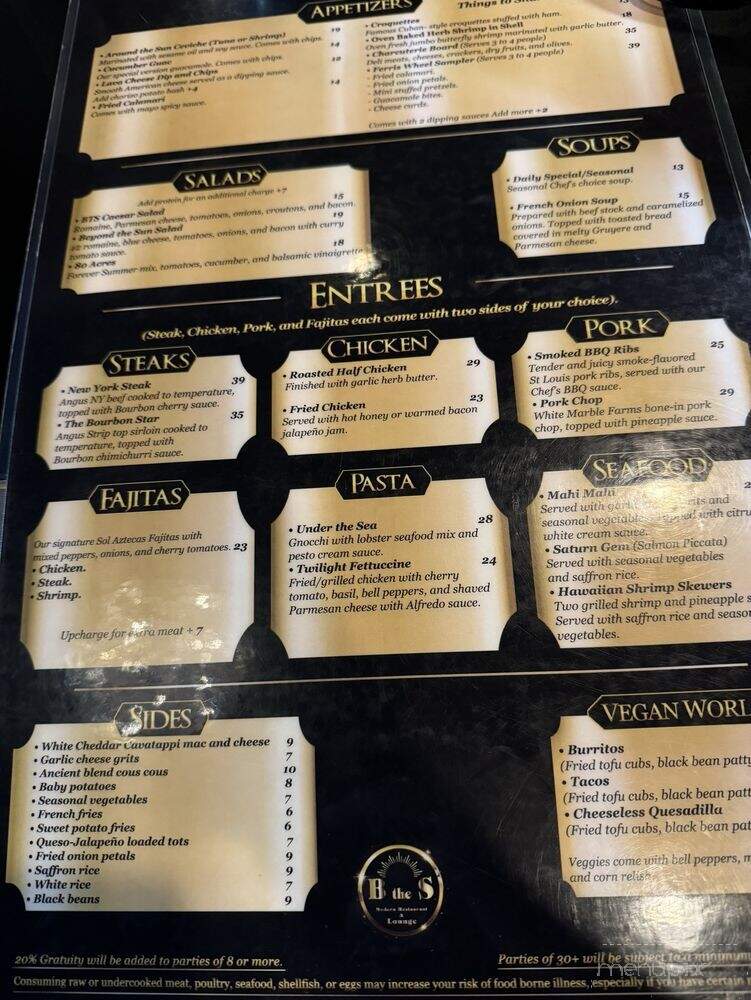 APPETIZERS
• Around the Sun Ceviche (Tuna or Shrimp) 19
Marinated with sesame oil and soy sauce. Comes with chips.
• Cucumber Guac 14
Our special version guacamole. Comes with chips.
• Lava Cheese Dip and Chips 12
Smooth American cheese served as a dipping sauce.
Add chorizo potato hash +4
• Fried Calamari 14
Comes with mayo spicy sauce.
Things to
• Croquettes
Famous Cuban- style croquettes stuffed with ham.
• Oven Baked Herb Shrimp in Shell 18
Oven fresh jumbo butterfly shrimp marinated with garlic butter.
• Charcuterie Board (Serves 3 to 4 people) 35
Deli meats, cheeses, crackers, dry fruits, and olives.
• Ferris Wheel Sampler (Serves 3 to 4 people) 39
- Fried calamari.
- Fried onion petals.
- Mini stuffed pretzels.
- Guacamole bites.
- Cheese curds.
Comes with 2 dipping sauces Add more +2
SALADS
Add protein for an additional charge +7
• BTS Caesar Salad 15
Romaine, Parmesan cheese, tomatoes, onions, croutons, and bacon.
• Beyond the Sun Salad 19
romaine, blue cheese, tomatoes, onions, and bacon with curry
tomato sauce.
• 80 Acres 18
Forever Summer mix, tomatoes, cucumber, and balsamic vinaigrette
SOUPS
• Daily Special/Seasonal 13
Seasonal Chef's choice soup.
• French Onion Soup 15
Prepared with beef stock and caramelized
onions. Topped with toasted bread
covered in melty Gruyere and
Parmesan cheese.
ENTREES
(Steak, Chicken, Pork, and Fajitas each come with two sides of your choice).
STEAKS
• New York Steak 39
Angus NY beef cooked to temperature,
topped with Bourbon cherry sauce.
• The Bourbon Star 35
Angus Strip top sirloin cooked to
temperature, topped with
Bourbon chimichurri sauce.
CHICKEN
• Roasted Half Chicken 29
Finished with garlic herb butter.
• Fried Chicken 23
Served with hot honey or warmed bacon
jalapeño jam.
PORK
• Smoked BBQ Ribs 25
Tender and juicy smoke-flavored
St Louis pork ribs, served with our
Chef's BBQ sauce.
• Pork Chop 29
White Marble Farms bone-in pork
chop, topped with pineapple sauce.
FAJITAS
Our signature Sol Aztecas Fajitas with
mixed peppers, onions, and cherry tomatoes. 23
• Chicken.
• Steak.
• Shrimp.
Upcharge for extra meat + 7
PASTA
• Under the Sea 28
Gnocchi with lobster seafood mix and
pesto cream sauce.
• Twilight Fettuccine 24
Fried/grilled chicken with cherry
tomato, basil, bell peppers, and shaved
Parmesan cheese with Alfredo sauce.
SEAFOOD
• Mahi Mahi
Served with and
seasonal vegetable with
white cream sauce.
• Saturn Gem (Salmon Piccata)
Served with seasonal vegetables
and saffron rice.
• Hawaiian Shrimp Skewers
Two grilled shrimp and pineapple
Served with saffron rice and
vegetables.
SIDES
• White Cheddar Cavatappi mac and cheese 9
• Garlic cheese grits 7
• Ancient blend cous cous 10
• Baby potatoes 8
• Seasonal vegetables 7
• French fries 6
• Sweet potato fries 6
• Queso-Jalapeño loaded tots 7
• Fried onion petals 9
• Saffron rice 9
• White rice 7
• Black beans 9
VEGAN WORL
• Burritos
(Fried tofu cubs, black bean patty
• Tacos
(Fried tofu cubs, black bean pat
• Cheeseless Quesadilla
(Fried tofu cubs, black bean pat
Veggies come with bell peppers,
and corn relish.
B the S
Modern Restaurant
&
Lounge
20% Gratuity will be added to parties of 8 or more.
Parties of 30+ will be subject to a minimum
Consuming raw or undercooked meat, poultry, seafood, shellfish, or eggs may increase your risk of food borne illness, especially if you have certain
menupix